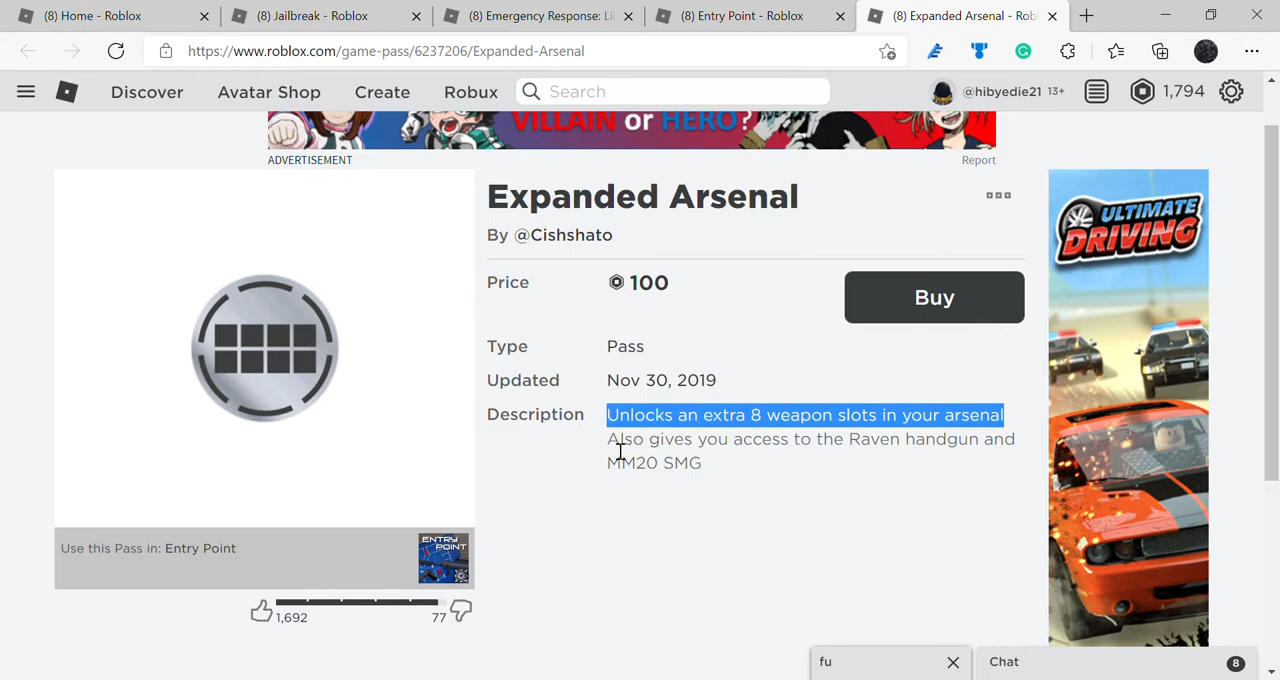 (8) Home - Roblox
(8) Jailbreak - Roblox
(8) Emergency Response: Li
(8) Entry Point - Roblox
(8) Expanded Arsenal - Rob
https://www.roblox.com/game-pass/6237206/Expanded-Arsenal
Discover
Avatar Shop
Create
Robux
Search
@hibyedie21 13+
1,794
VILLAIN or HERO?
ADVERTISEMENT
Report
Expanded Arsenal
By @Cishshato
Price
100
Buy
Type
Pass
Updated
Nov 30, 2019
Description
Unlocks an extra 8 weapon slots in your arsenal
Also gives you access to the Raven handgun and
MM20 SMG
Use this Pass in: Entry Point
ENTRY
POINT
1,692
77
ULTIMATE
DRIVING
fu
Chat
8